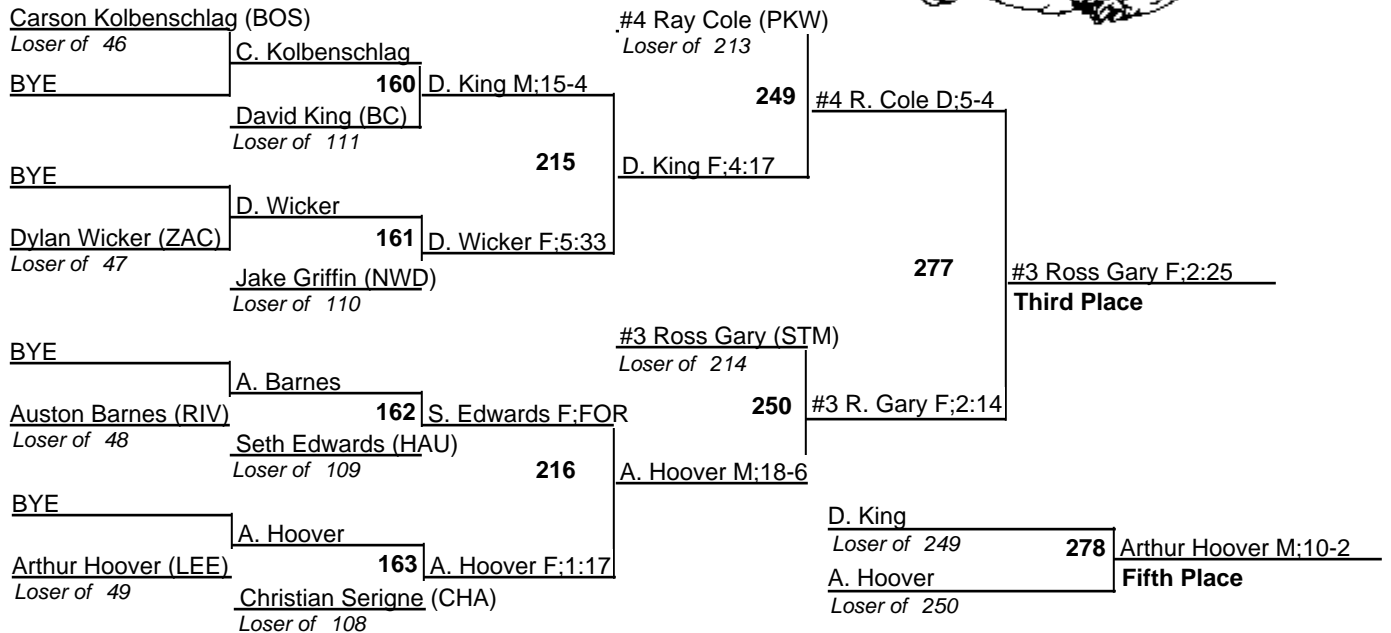 Carson Kolbenschlag (BOS)
Loser of 46
BYE
C. Kolbenschlag
160
David King (BC)
Loser of 111
D. King M;15-4
BYE
Dylan Wicker (ZAC)
Loser of 47
D. Wicker
161
Jake Griffin (NWD)
Loser of 110
D. Wicker F;5:33
215
D. King F;4:17
#4 Ray Cole (PKW)
Loser of 213
249
#4 R. Cole D;5-4
BYE
Auston Barnes (RIV)
Loser of 48
A. Barnes
162
Seth Edwards (HAU)
Loser of 109
S. Edwards F;FOR
BYE
Arthur Hoover (LEE)
Loser of 49
A. Hoover
163
Christian Serigne (CHA)
Loser of 108
A. Hoover F;1:17
216
A. Hoover M;18-6
#3 Ross Gary (STM)
Loser of 214
250
#3 R. Gary F;2:14
277
#3 Ross Gary F;2:25
Third Place
D. King
Loser of 249
A. Hoover
Loser of 250
278
Arthur Hoover M;10-2
Fifth Place